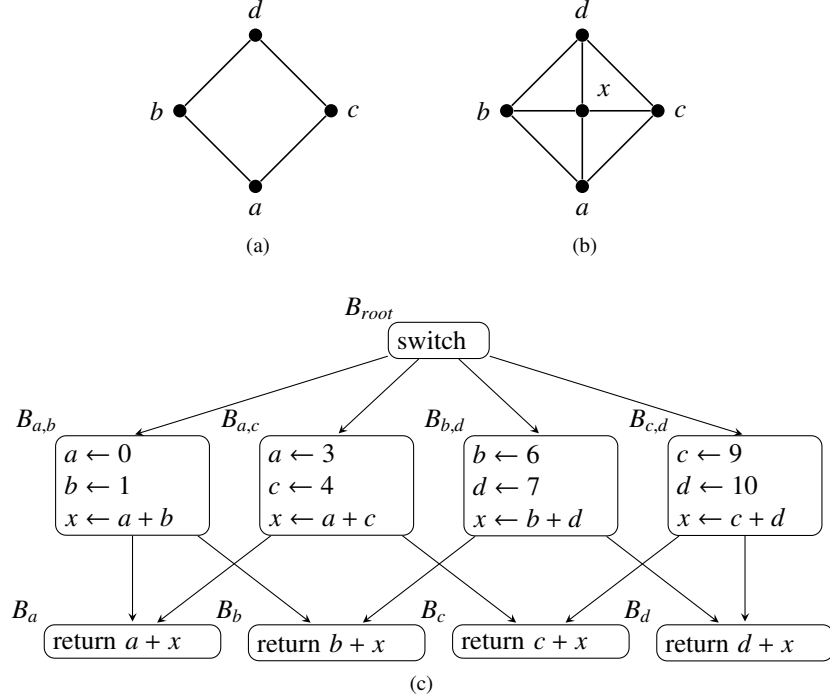 d
d
b
c
b
x
c
a
a
(a)
(b)
B_root
switch
B_a,b
B_a,c
B_b,d
B_c,d
a ← 0
b ← 1
x ← a + b
a ← 3
c ← 4
x ← a + c
b ← 6
d ← 7
x ← b + d
c ← 9
d ← 10
x ← c + d
B_a
return a + x
B_b
return b + x
B_c
return c + x
B_d
return d + x
(c)